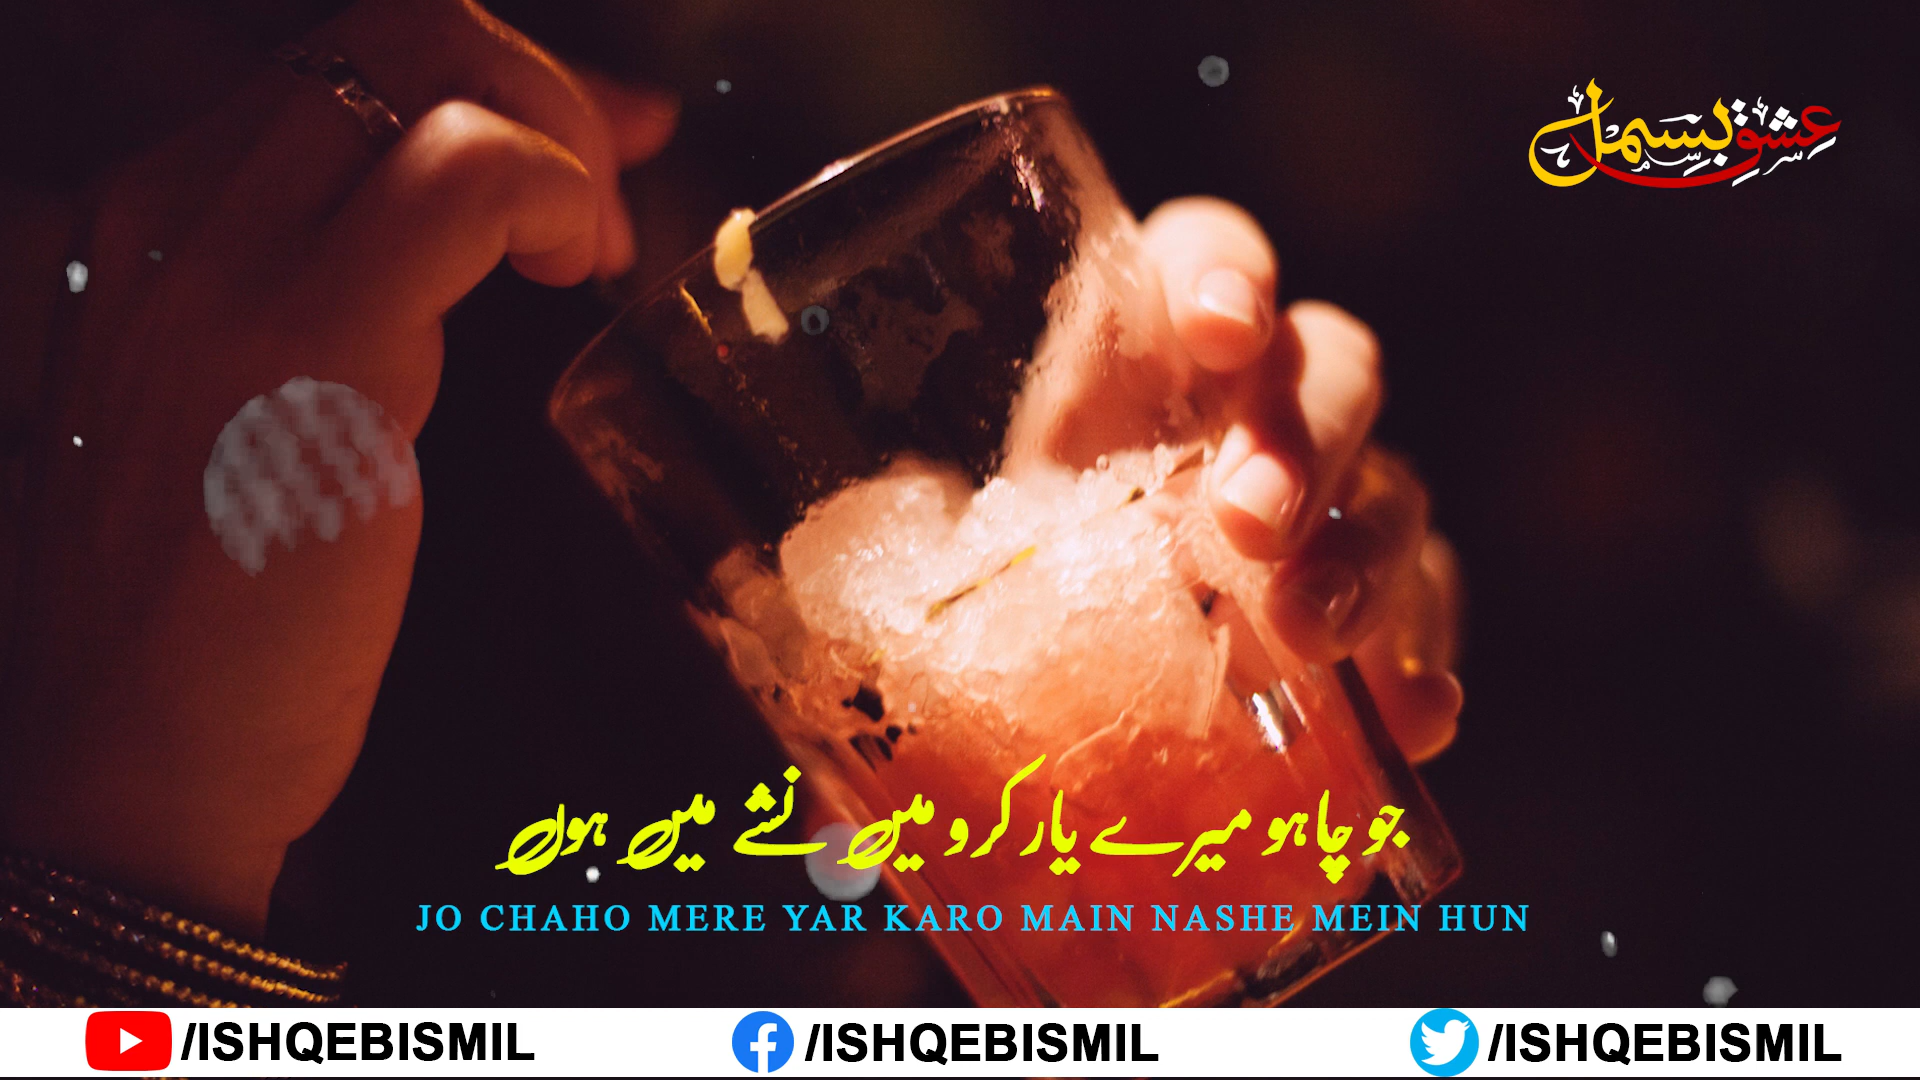 عشق بسمل
جو چاہو میرے یار کرو میں نشے میں ہوں
JO CHAHO MERE YAR KARO MAIN NASHE MEIN HUN
/ISHQEBISMIL /ISHQEBISMIL /ISHQEBISMIL